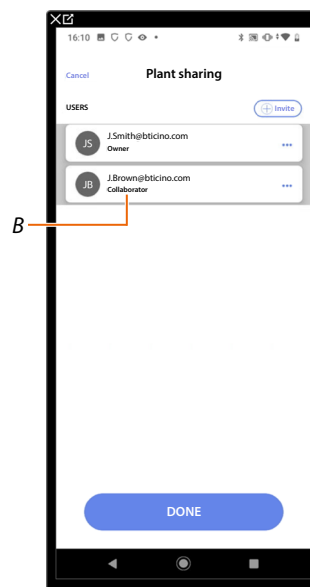 16:10
Cancel
Plant sharing
USERS
Invite
JS
J.Smith@bticino.com
Owner
JB
J.Brown@bticino.com
Collaborator
B
DONE